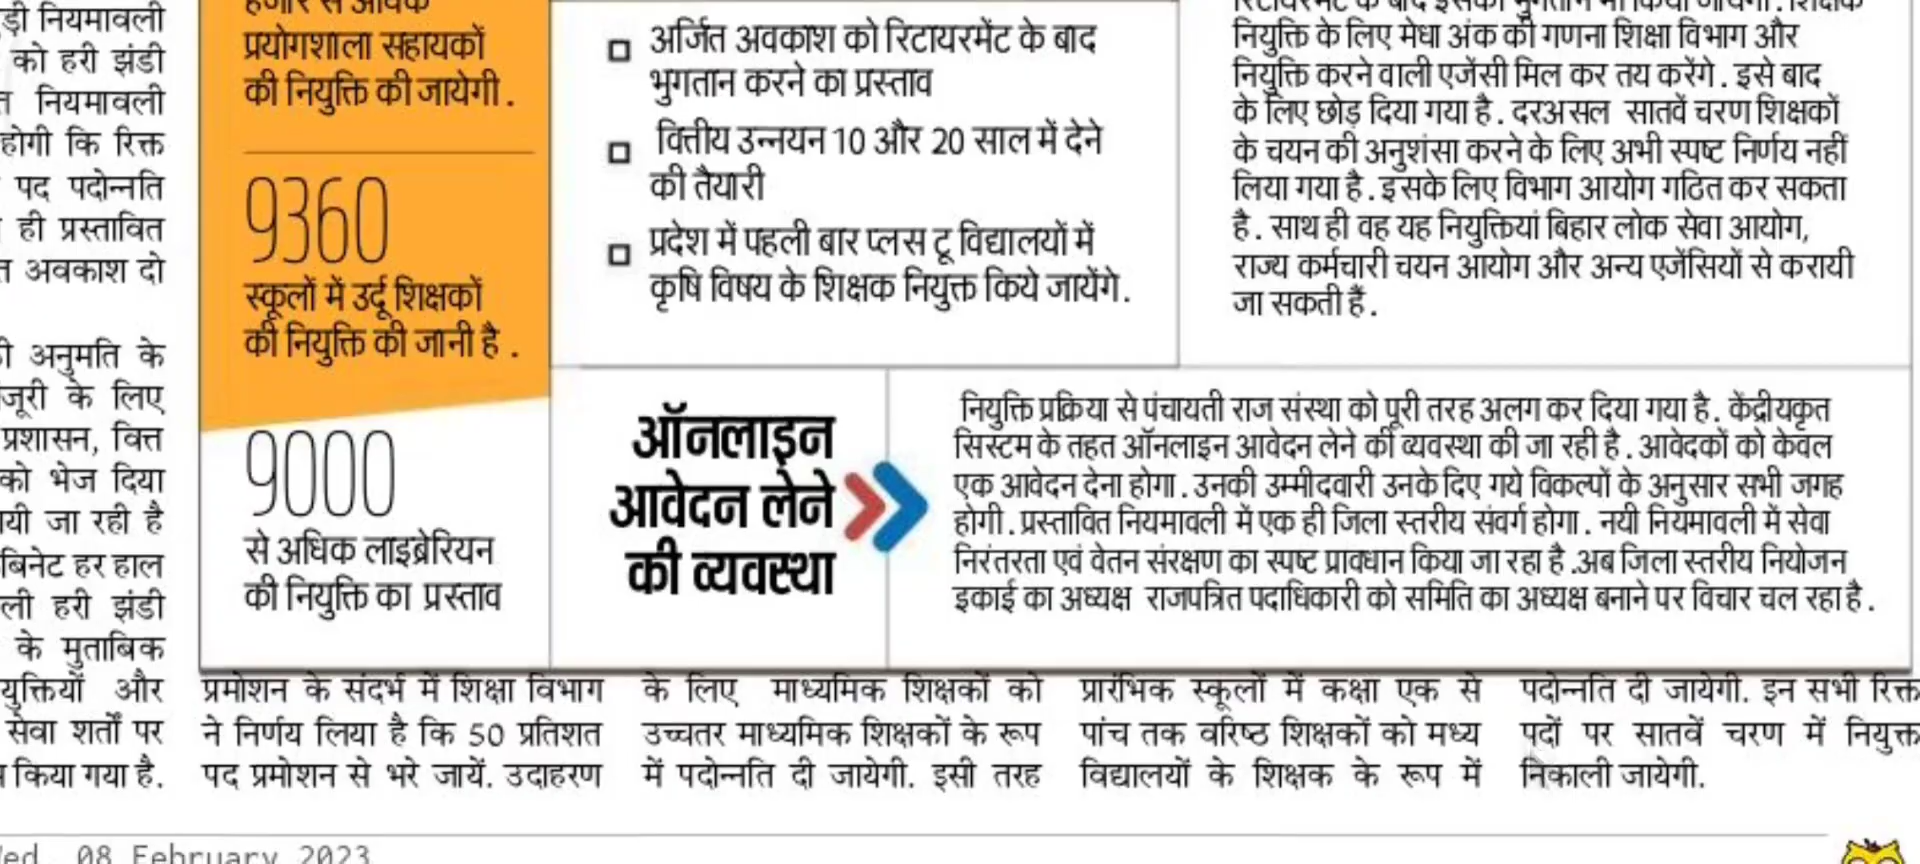 ड़ी नियमावली
को हरी झंडी
नियमावली
होगी कि रिक्त
पद पदोन्नति
ही प्रस्तावित
अवकाश दो
अनुमति के
के लिए
प्रशासन, वित्त
को भेज दिया
जा रही है
हर हाल
हरी झंडी
के मुताबिक
और
सेवा शर्तों पर
किया गया है.
हजार से अधिक
प्रयोगशाला सहायकों
की नियुक्ति की जायेगी .
9360
स्कूलों में उर्दू शिक्षकों
की नियुक्ति की जानी है .
9000
से अधिक लाइब्रेरियन
की नियुक्ति का प्रस्ताव
अर्जित अवकाश को रिटायरमेंट के बाद
भुगतान करने का प्रस्ताव
वित्तीय उन्नयन 10 और 20 साल में देने
की तैयारी
प्रदेश में पहली बार प्लस टू विद्यालयों में
कृषि विषय के शिक्षक नियुक्त किये जायेंगे.
रिटायरमेंट के बाद इसका भुगतान भी किया जायेगा . शिक्षक
नियुक्ति के लिए मेधा अंक की गणना शिक्षा विभाग और
नियुक्ति करने वाली एजेंसी मिल कर तय करेंगे . इसे बाद
के लिए छोड़ दिया गया है . दरअसल सातवें चरण शिक्षकों
के चयन की अनुशंसा करने के लिए अभी स्पष्ट निर्णय नहीं
लिया गया है . इसके लिए विभाग आयोग गठित कर सकता
है . साथ ही वह यह नियुक्तियां बिहार लोक सेवा आयोग,
राज्य कर्मचारी चयन आयोग और अन्य एजेंसियों से करायी
जा सकती हैं .
ऑनलाइन
आवेदन लेने
की व्यवस्था
नियुक्ति प्रक्रिया से पंचायती राज संस्था को पूरी तरह अलग कर दिया गया है . केंद्रीयकृत
सिस्टम के तहत ऑनलाइन आवेदन लेने की व्यवस्था की जा रही है . आवेदकों को केवल
एक आवेदन देना होगा . उनकी उम्मीदवारी उनके दिए गये विकल्पों के अनुसार सभी जगह
होगी . प्रस्तावित नियमावली में एक ही जिला स्तरीय संवर्ग होगा . नयी नियमावली में सेवा
निरंतरता एवं वेतन संरक्षण का स्पष्ट प्रावधान किया जा रहा है .अब जिला स्तरीय नियोजन
इकाई का अध्यक्ष राजपत्रित पदाधिकारी को समिति का अध्यक्ष बनाने पर विचार चल रहा है .
प्रमोशन के संदर्भ में शिक्षा विभाग
ने निर्णय लिया है कि 50 प्रतिशत
पद प्रमोशन से भरे जायें. उदाहरण
के लिए माध्यमिक शिक्षकों को
उच्चतर माध्यमिक शिक्षकों के रूप
में पदोन्नति दी जायेगी. इसी तरह
प्रारंभिक स्कूलों में कक्षा एक से
पांच तक वरिष्ठ शिक्षकों को मध्य
विद्यालयों के शिक्षक के रूप में
पदोन्नति दी जायेगी. इन सभी रिक्त
पदों पर सातवें चरण में नियुक्त
निकाली जायेगी.
Wed, 08 February 2023